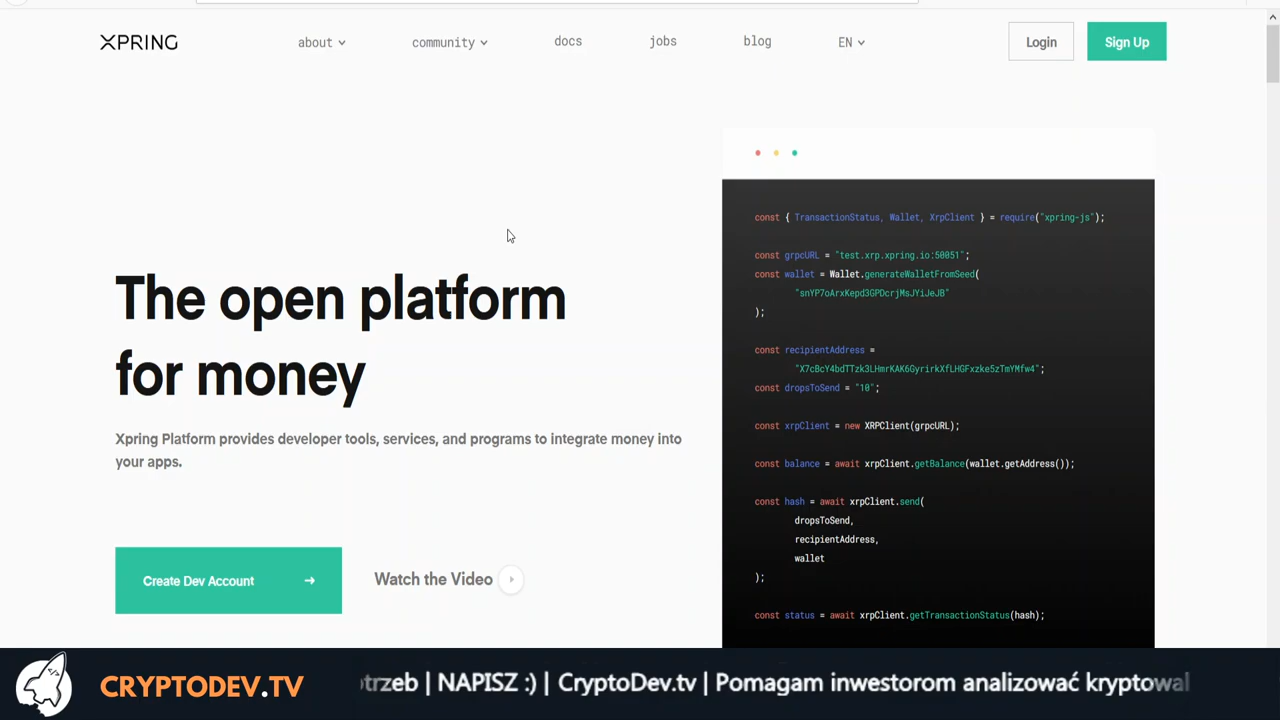 XPRING
about
community
docs
jobs
blog
EN
Login
Sign Up
The open platform
for money
Xpring Platform provides developer tools, services, and programs to integrate money into
your apps.
Create Dev Account →
Watch the Video
const { TransactionStatus, Wallet, XrpClient } = require("xpring-js");
const grpcURL = "test.xrp.xpring.io:50051";
const wallet = Wallet.generateWalletFromSeed(
"snYP7oArxKepd3GPDcrjMsJYiJeJB"
);
const recipientAddress =
"X7cBcY4bdTTzk3LHmrKAK6GyrirkXfLHGFxzke5zTmYMfw4";
const dropsToSend = "10";
const xrpClient = new XRPClient(grpcURL);
const balance = await xrpClient.getBalance(wallet.getAddress());
const hash = await xrpClient.send(
dropsToSend,
recipientAddress,
wallet
);
const status = await xrpClient.getTransactionStatus(hash);
CRYPTODEV.TV
otrzeb | NAPISZ :) | CryptoDev.tv | Pomagam inwestorom analizować kryptowal